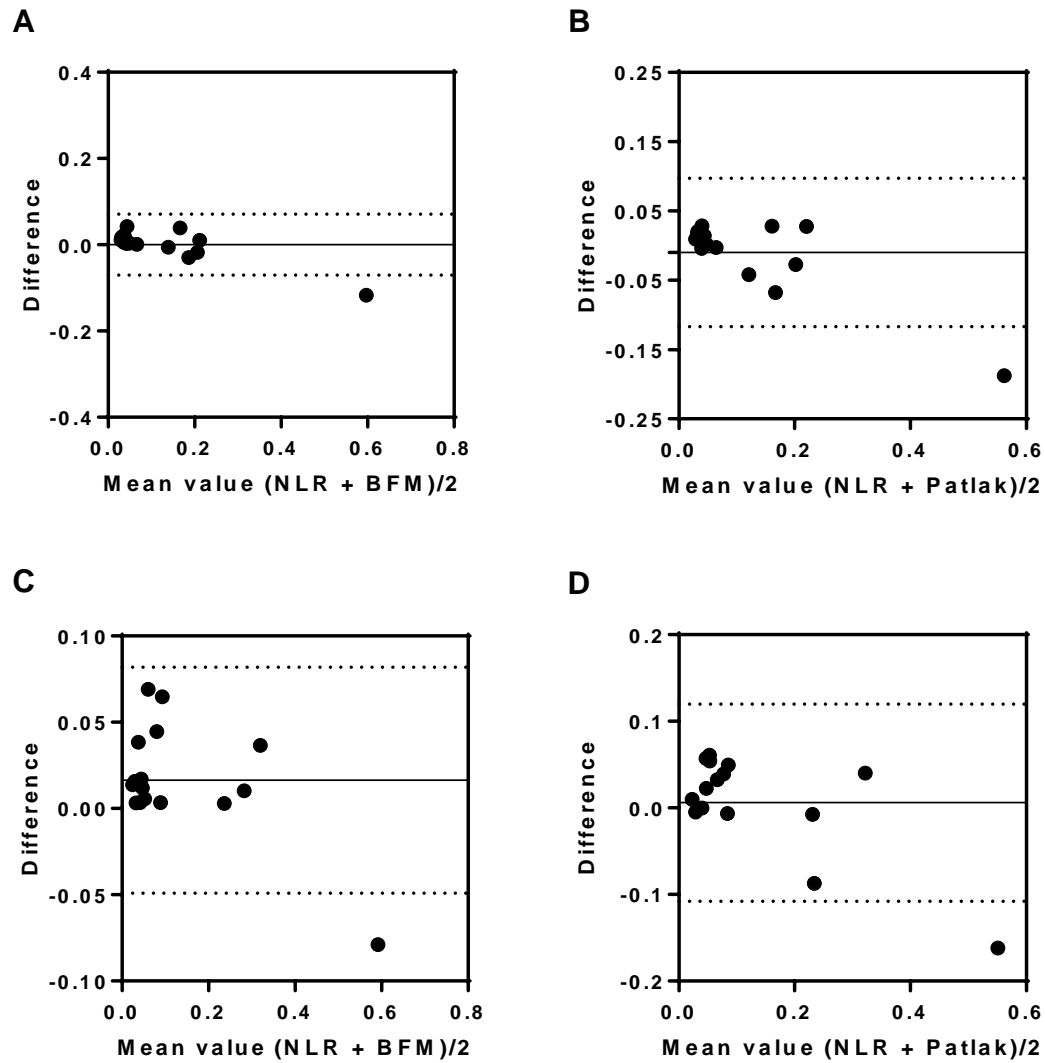 A
0.4
0.2
0.0
-0.2
-0.4
Difference
0.0 0.2 0.4 0.6 0.8
Mean value (NLR + BFM)/2
B
0.25
0.15
0.05
-0.05
-0.15
-0.25
Difference
0.0 0.2 0.4 0.6
Mean value (NLR + Patlak)/2
C
0.10
0.05
0.00
-0.05
-0.10
Difference
0.0 0.2 0.4 0.6 0.8
Mean value (NLR + BFM)/2
D
0.2
0.1
0.0
-0.1
-0.2
Difference
0.0 0.2 0.4 0.6
Mean value (NLR + Patlak)/2